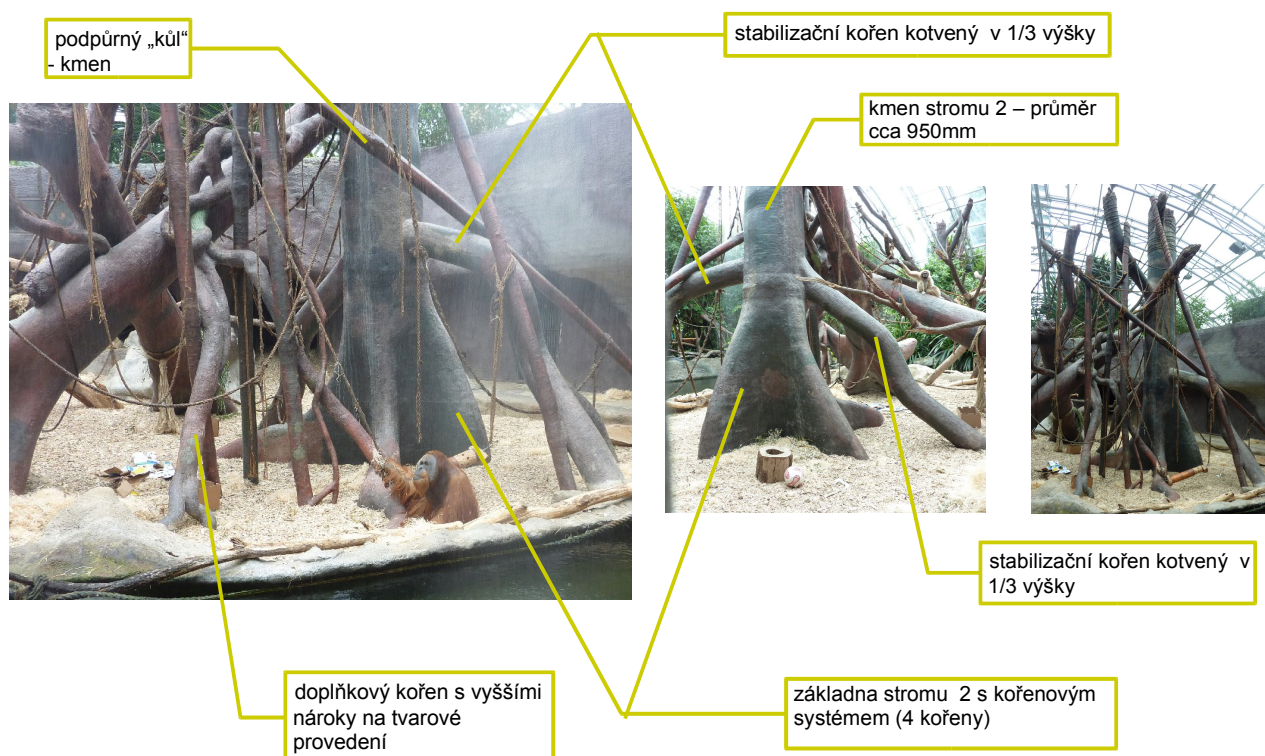 podpůrný „kůl“
- kmen
stabilizační kořen kotvený v 1/3 výšky
kmen stromu 2 – průměr
cca 950mm
stabilizační kořen kotvený v
1/3 výšky
doplňkový kořen s vyššími
nároky na tvarové
provedení
základna stromu 2 s kořenovým
systémem (4 kořeny)